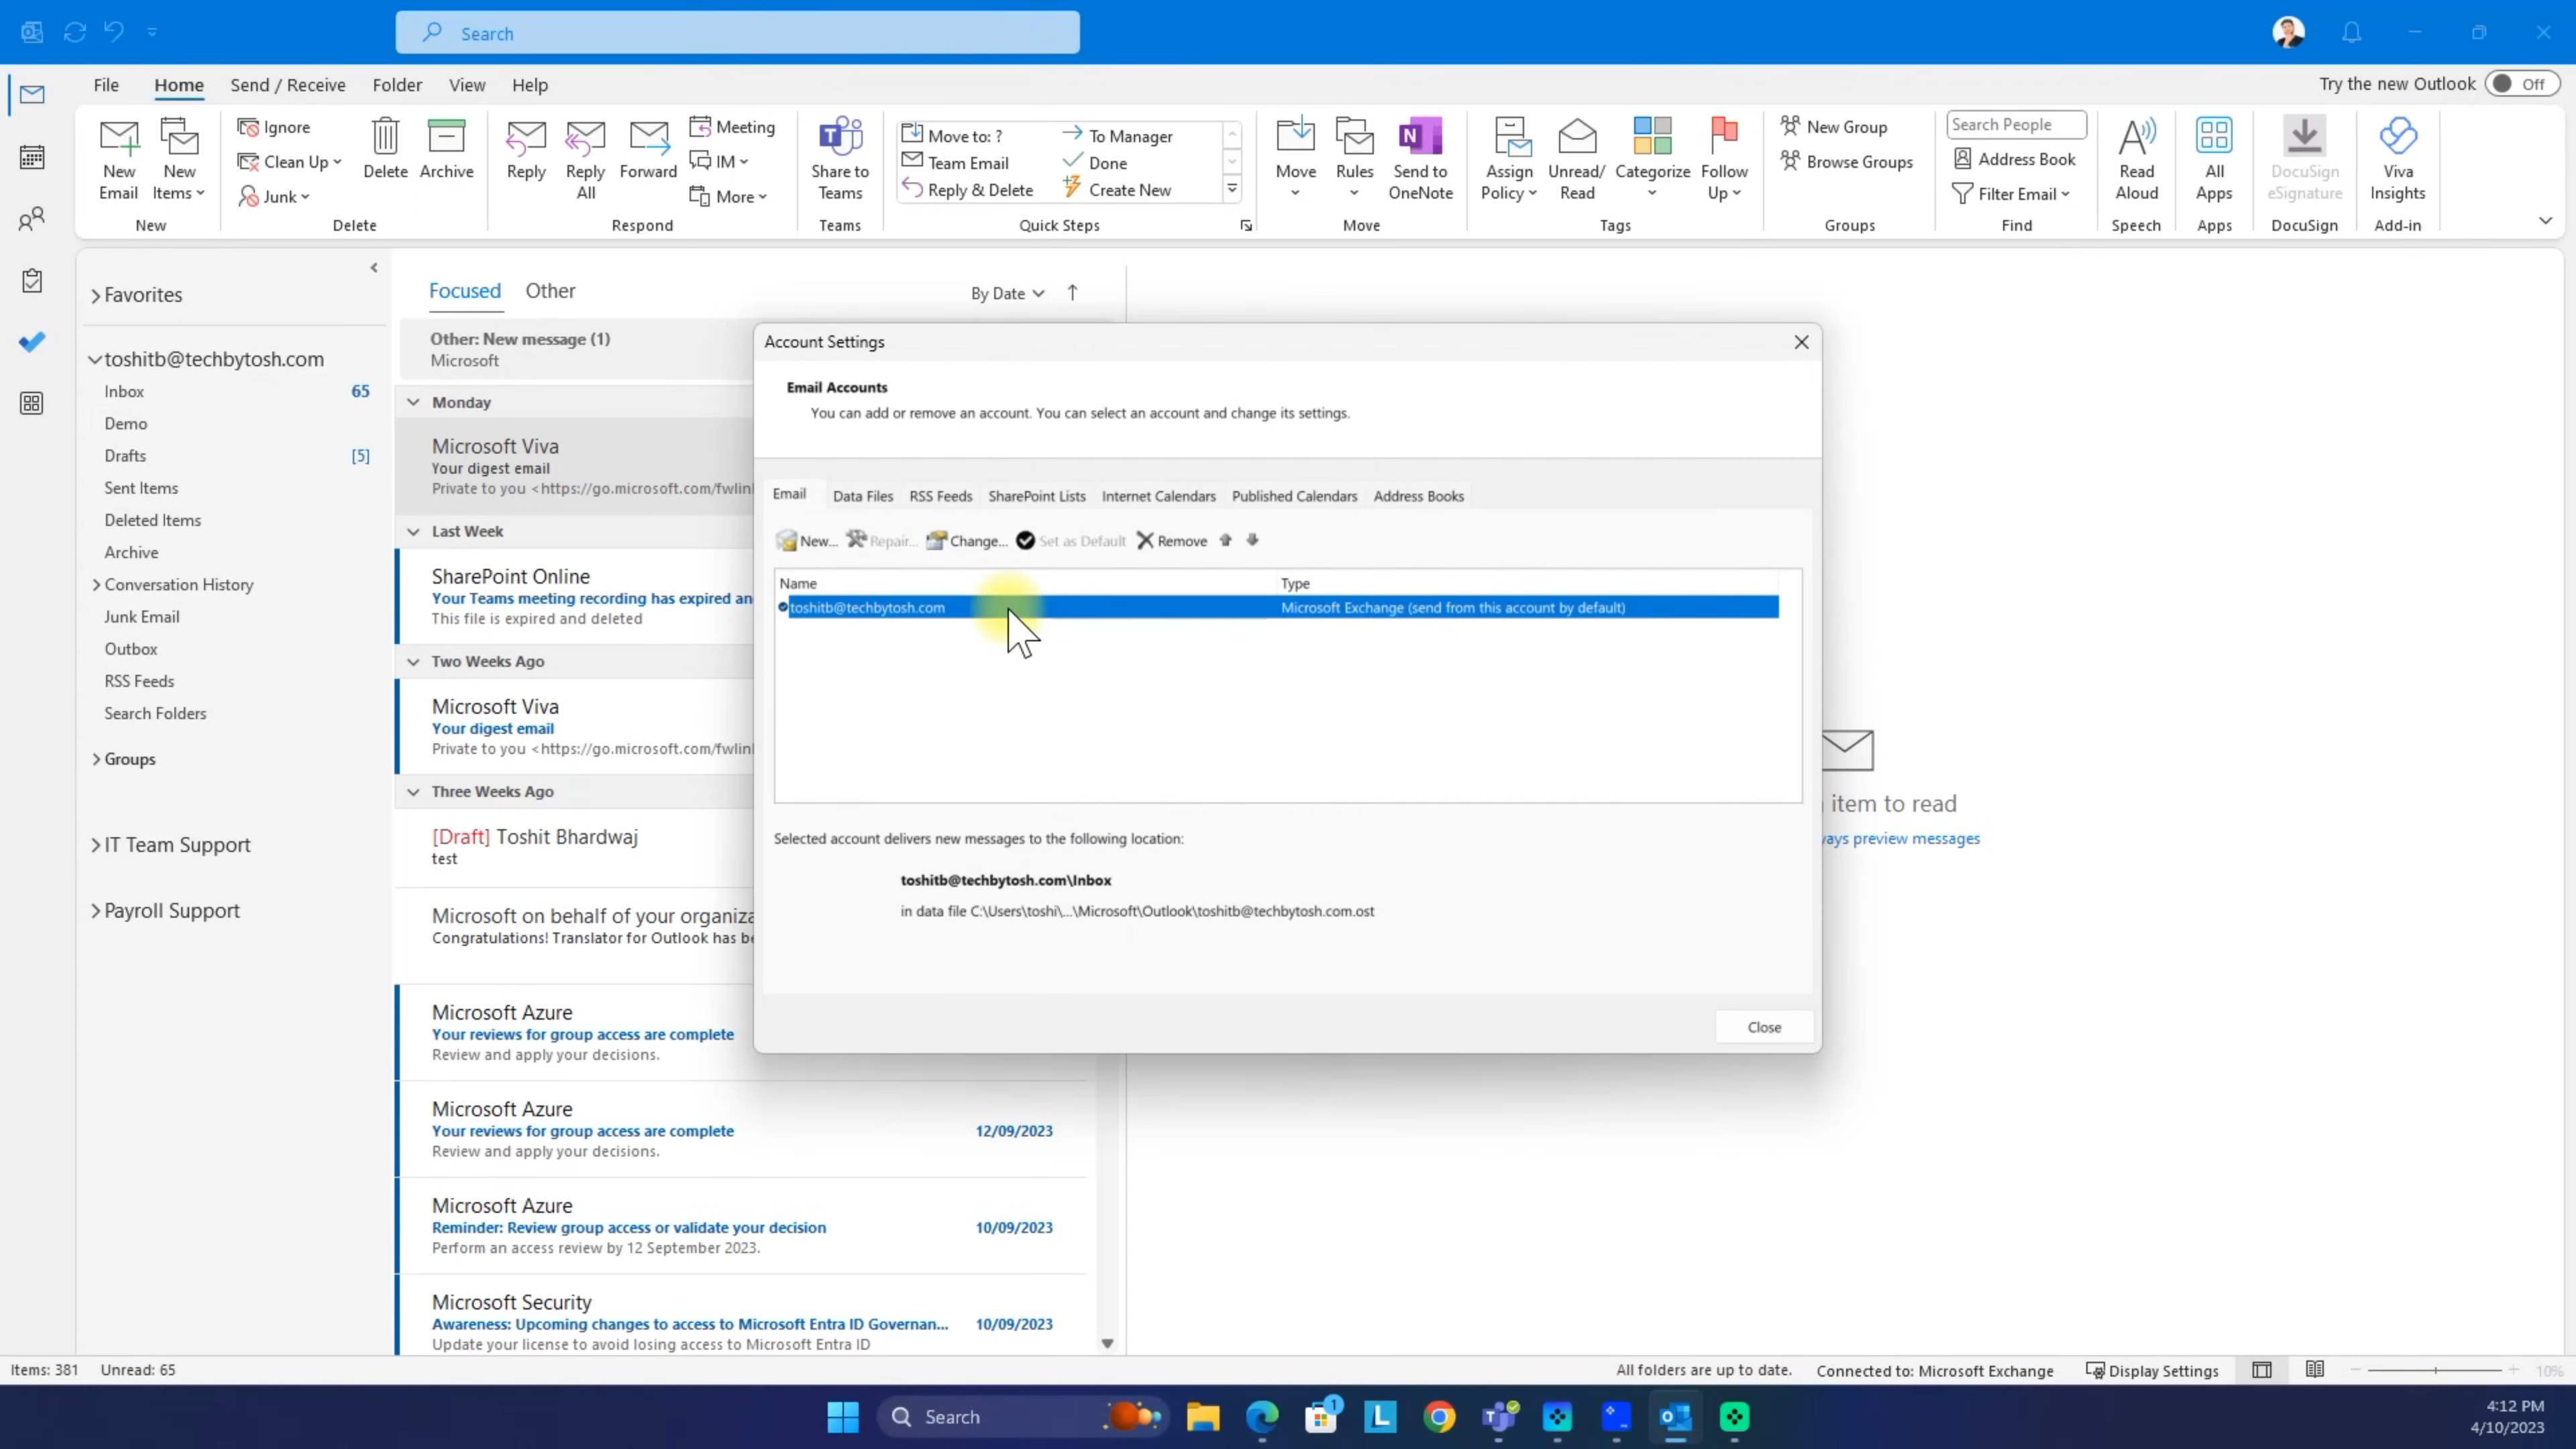 Search
File Home Send / Receive Folder View Help
Try the new Outlook Off
New Email
New Items
New
Ignore
Clean Up
Junk
Delete
Archive
Delete
Reply
Reply All
Forward
Meeting
IM
More
Respond
Share to Teams
Teams
Move to: ?
Team Email
Reply & Delete
To Manager
Done
Create New
Quick Steps
Move
Rules
Send to OneNote
Move
Assign Policy
Unread/ Read
Categorize
Follow Up
Tags
New Group
Browse Groups
Groups
Search People
Address Book
Filter Email
Find
Read Aloud
Speech
All Apps
Apps
DocuSign eSignature
DocuSign
Viva Insights
Add-in
Favorites
toshitb@techbytosh.com
Inbox 65
Demo
Drafts [5]
Sent Items
Deleted Items
Archive
Conversation History
Junk Email
Outbox
RSS Feeds
Search Folders
Groups
IT Team Support
Payroll Support
Focused Other By Date
Other: New message (1)
Microsoft
Monday
Microsoft Viva
Your digest email
Private to you <https://go.microsoft.com/fwlin
Last Week
SharePoint Online
Your Teams meeting recording has expired an
This file is expired and deleted
Two Weeks Ago
Microsoft Viva
Your digest email
Private to you <https://go.microsoft.com/fwlin
Three Weeks Ago
[Draft] Toshit Bhardwaj
test
Microsoft on behalf of your organiza
Congratulations! Translator for Outlook has be
Microsoft Azure
Your reviews for group access are complete
Review and apply your decisions.
Microsoft Azure
Your reviews for group access are complete 12/09/2023
Review and apply your decisions.
Microsoft Azure
Reminder: Review group access or validate your decision 10/09/2023
Perform an access review by 12 September 2023.
Microsoft Security
Awareness: Upcoming changes to access to Microsoft Entra ID Governan... 10/09/2023
Update your license to avoid losing access to Microsoft Entra ID
Account Settings
Email Accounts
You can add or remove an account. You can select an account and change its settings.
Email Data Files RSS Feeds SharePoint Lists Internet Calendars Published Calendars Address Books
New... Repair... Change... Set as Default Remove
Name Type
toshitb@techbytosh.com Microsoft Exchange (send from this account by default)
Selected account delivers new messages to the following location:
toshitb@techbytosh.com\Inbox
in data file C:\Users\toshi\...\Microsoft\Outlook\toshitb@techbytosh.com.ost
Close
item to read
ays preview messages
Items: 381 Unread: 65 All folders are up to date. Connected to: Microsoft Exchange Display Settings 10%
Search
1
4:12 PM
4/10/2023